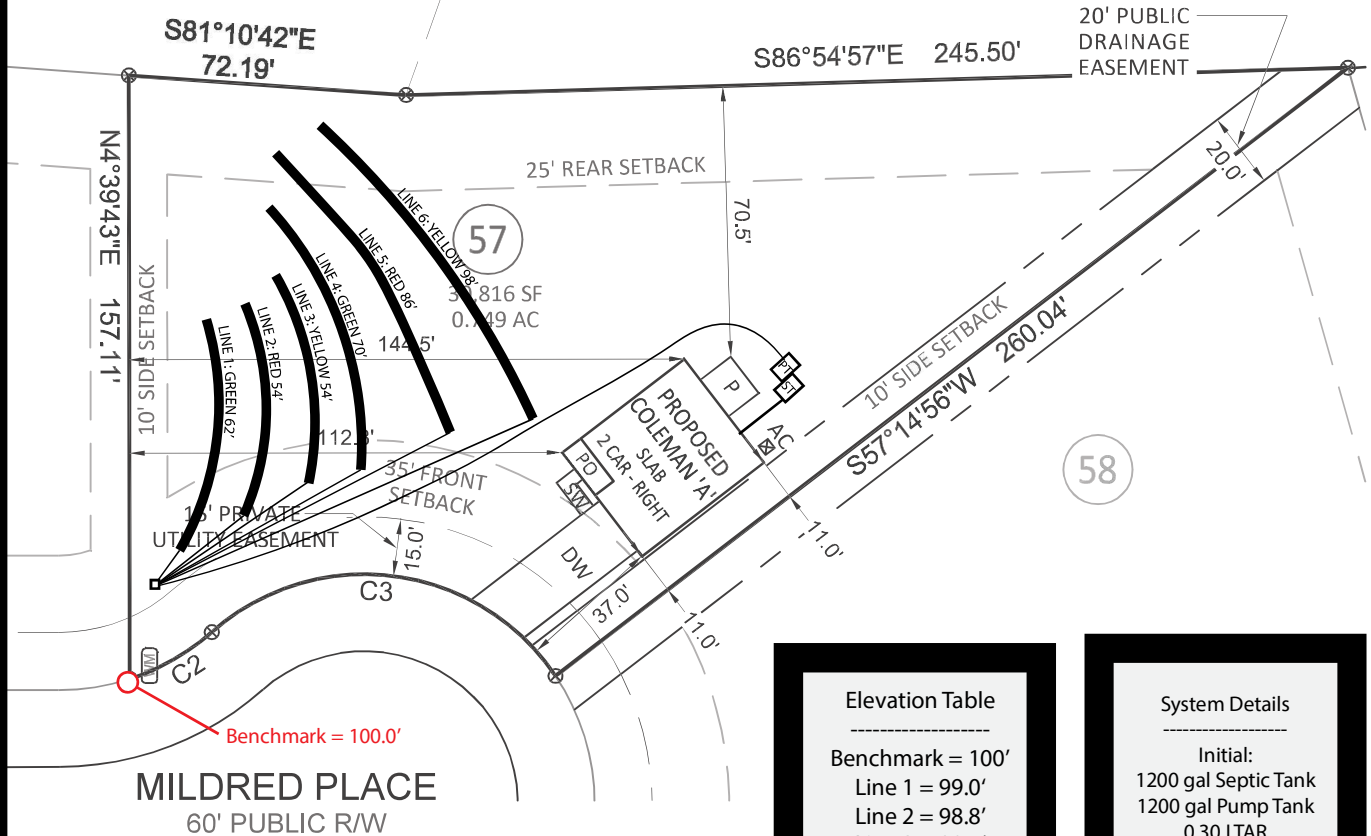 S81°10'42"E
72.19'
S86°54'57"E 245.50'
20' PUBLIC
DRAINAGE
EASEMENT
N4°39'43"E 157.11'
10' SIDE SETBACK
25' REAR SETBACK
70.5'
20.0'
57
0.749 AC
LINE 1: GREEN 62'
LINE 2: RED 54'
LINE 3: YELLOW 54'
LINE 4: GREEN 70'
LINE 5: RED 86'
LINE 6: YELLOW 98'
144.5'
35' FRONT
SETBACK
PRIVATE
UTILITY EASEMENT
15.0'
PROPOSED
COLEMAN 'A'
SLAB
2 CAR - RIGHT
P
PT
ST
AC
PO
SW
DW
37.0'
11.0'
11.0'
10' SIDE SETBACK
S57°14'56"W 260.04'
58
C3
C2
WM
Benchmark = 100.0'
MILDRED PLACE
60' PUBLIC R/W
Elevation Table
-------------------
Benchmark = 100'
Line 1 = 99.0'
Line 2 = 98.8'
System Details
-------------------
Initial:
1200 gal Septic Tank
1200 gal Pump Tank
0.30 LTAR